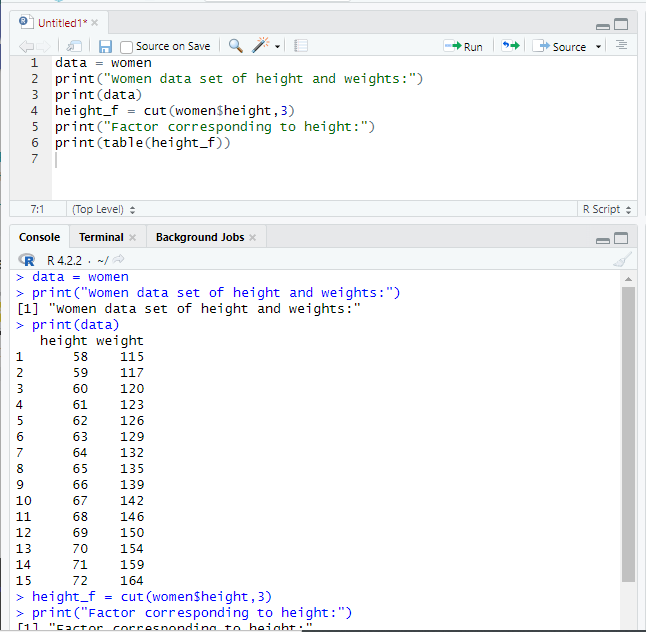 Untitled1*
Source on Save
Run
Source
1 data = women
2 print("Women data set of height and weights:")
3 print(data)
4 height_f = cut(women$height,3)
5 print("Factor corresponding to height:")
6 print(table(height_f))
7
7:1 (Top Level) R Script
Console Terminal Background Jobs
R R 4.2.2 · ~/
> data = women
> print("Women data set of height and weights:")
[1] "Women data set of height and weights:"
> print(data)
height weight
1 58 115
2 59 117
3 60 120
4 61 123
5 62 126
6 63 129
7 64 132
8 65 135
9 66 139
10 67 142
11 68 146
12 69 150
13 70 154
14 71 159
15 72 164
> height_f = cut(women$height,3)
> print("Factor corresponding to height:")
[1] "Factor corresponding to height:"